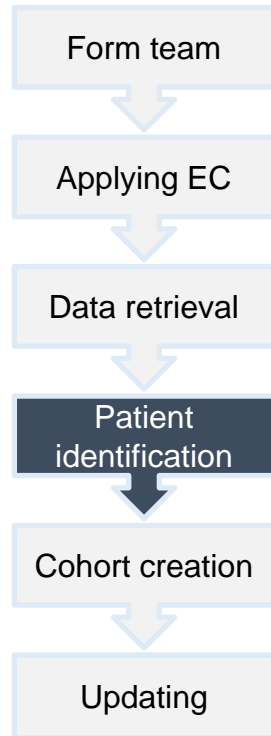 Form team
Applying EC
Data retrieval
Patient
identification
Cohort creation
Updating